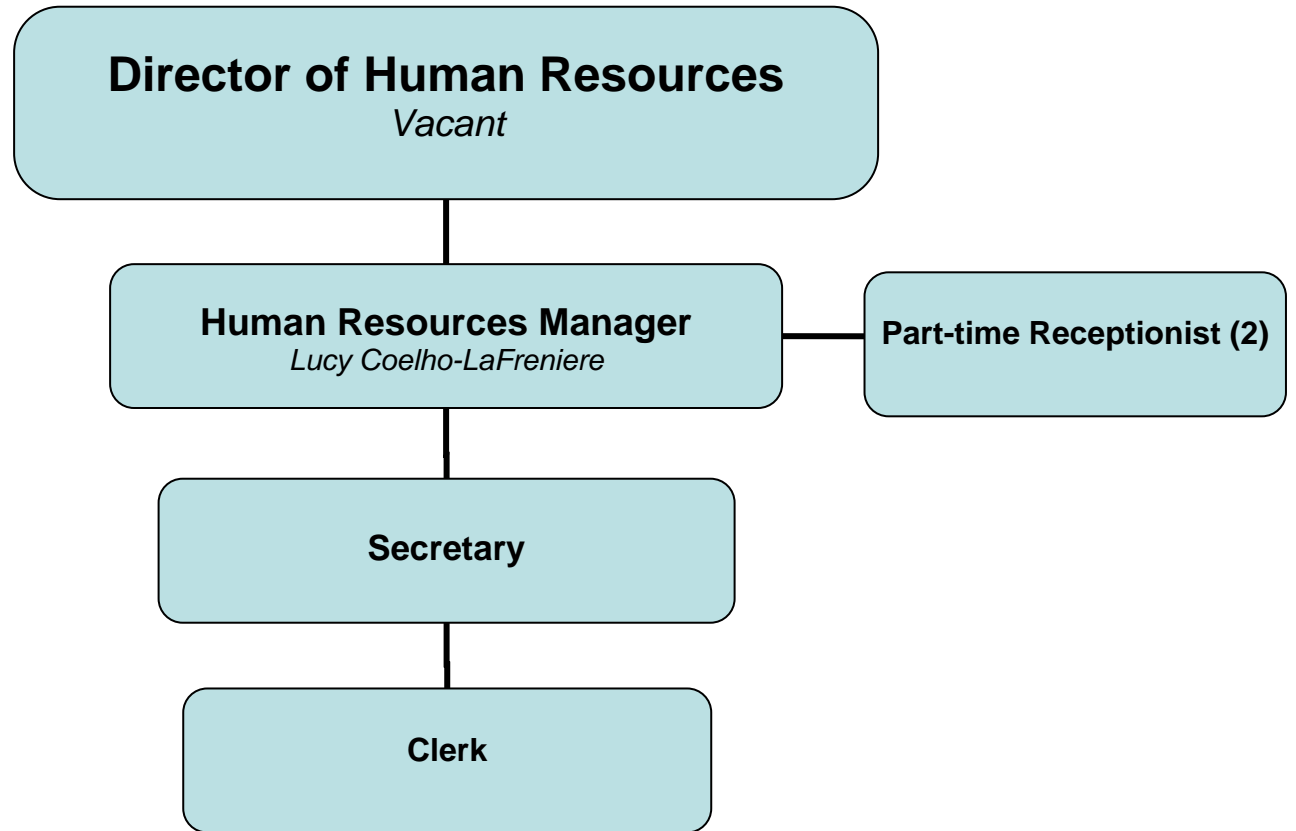 Director of Human Resources
Vacant
Human Resources Manager
Lucy Coelho-LaFreniere
Part-time Receptionist (2)
Secretary
Clerk